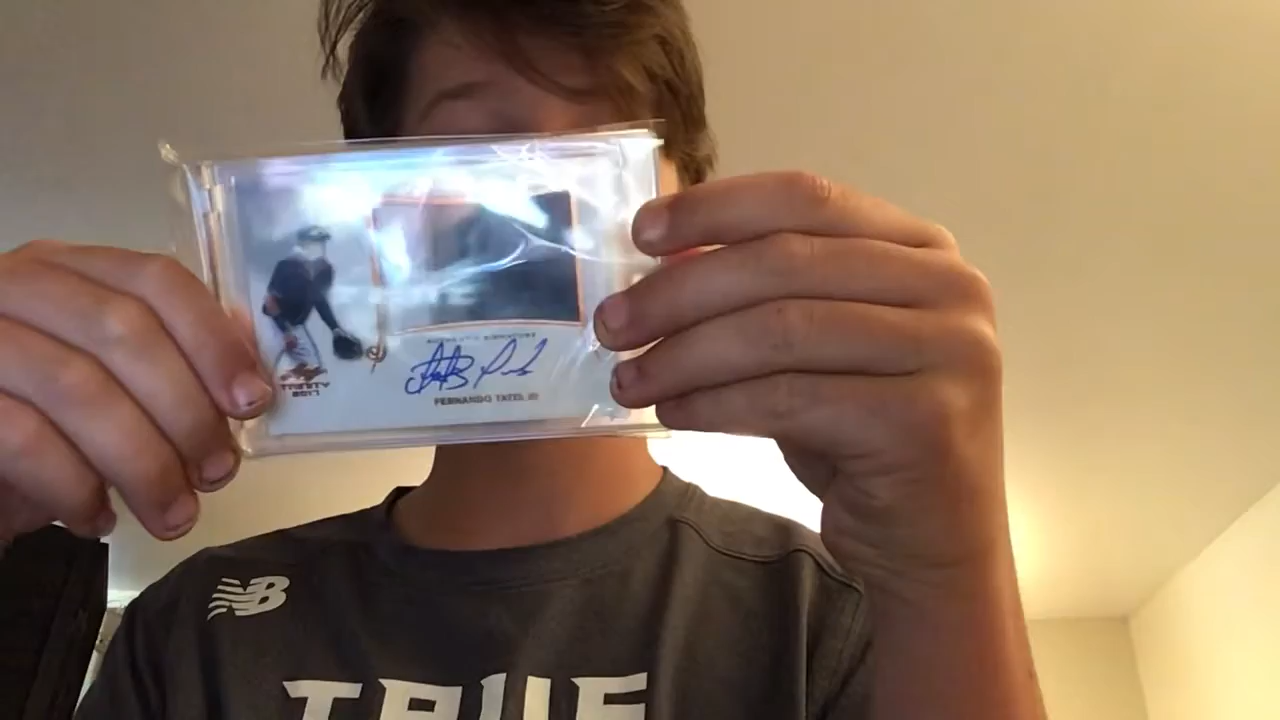 AUTHENTIC SIGNATURE
TRINITY
2017
FERNANDO TATIS JR
NB
TRUE